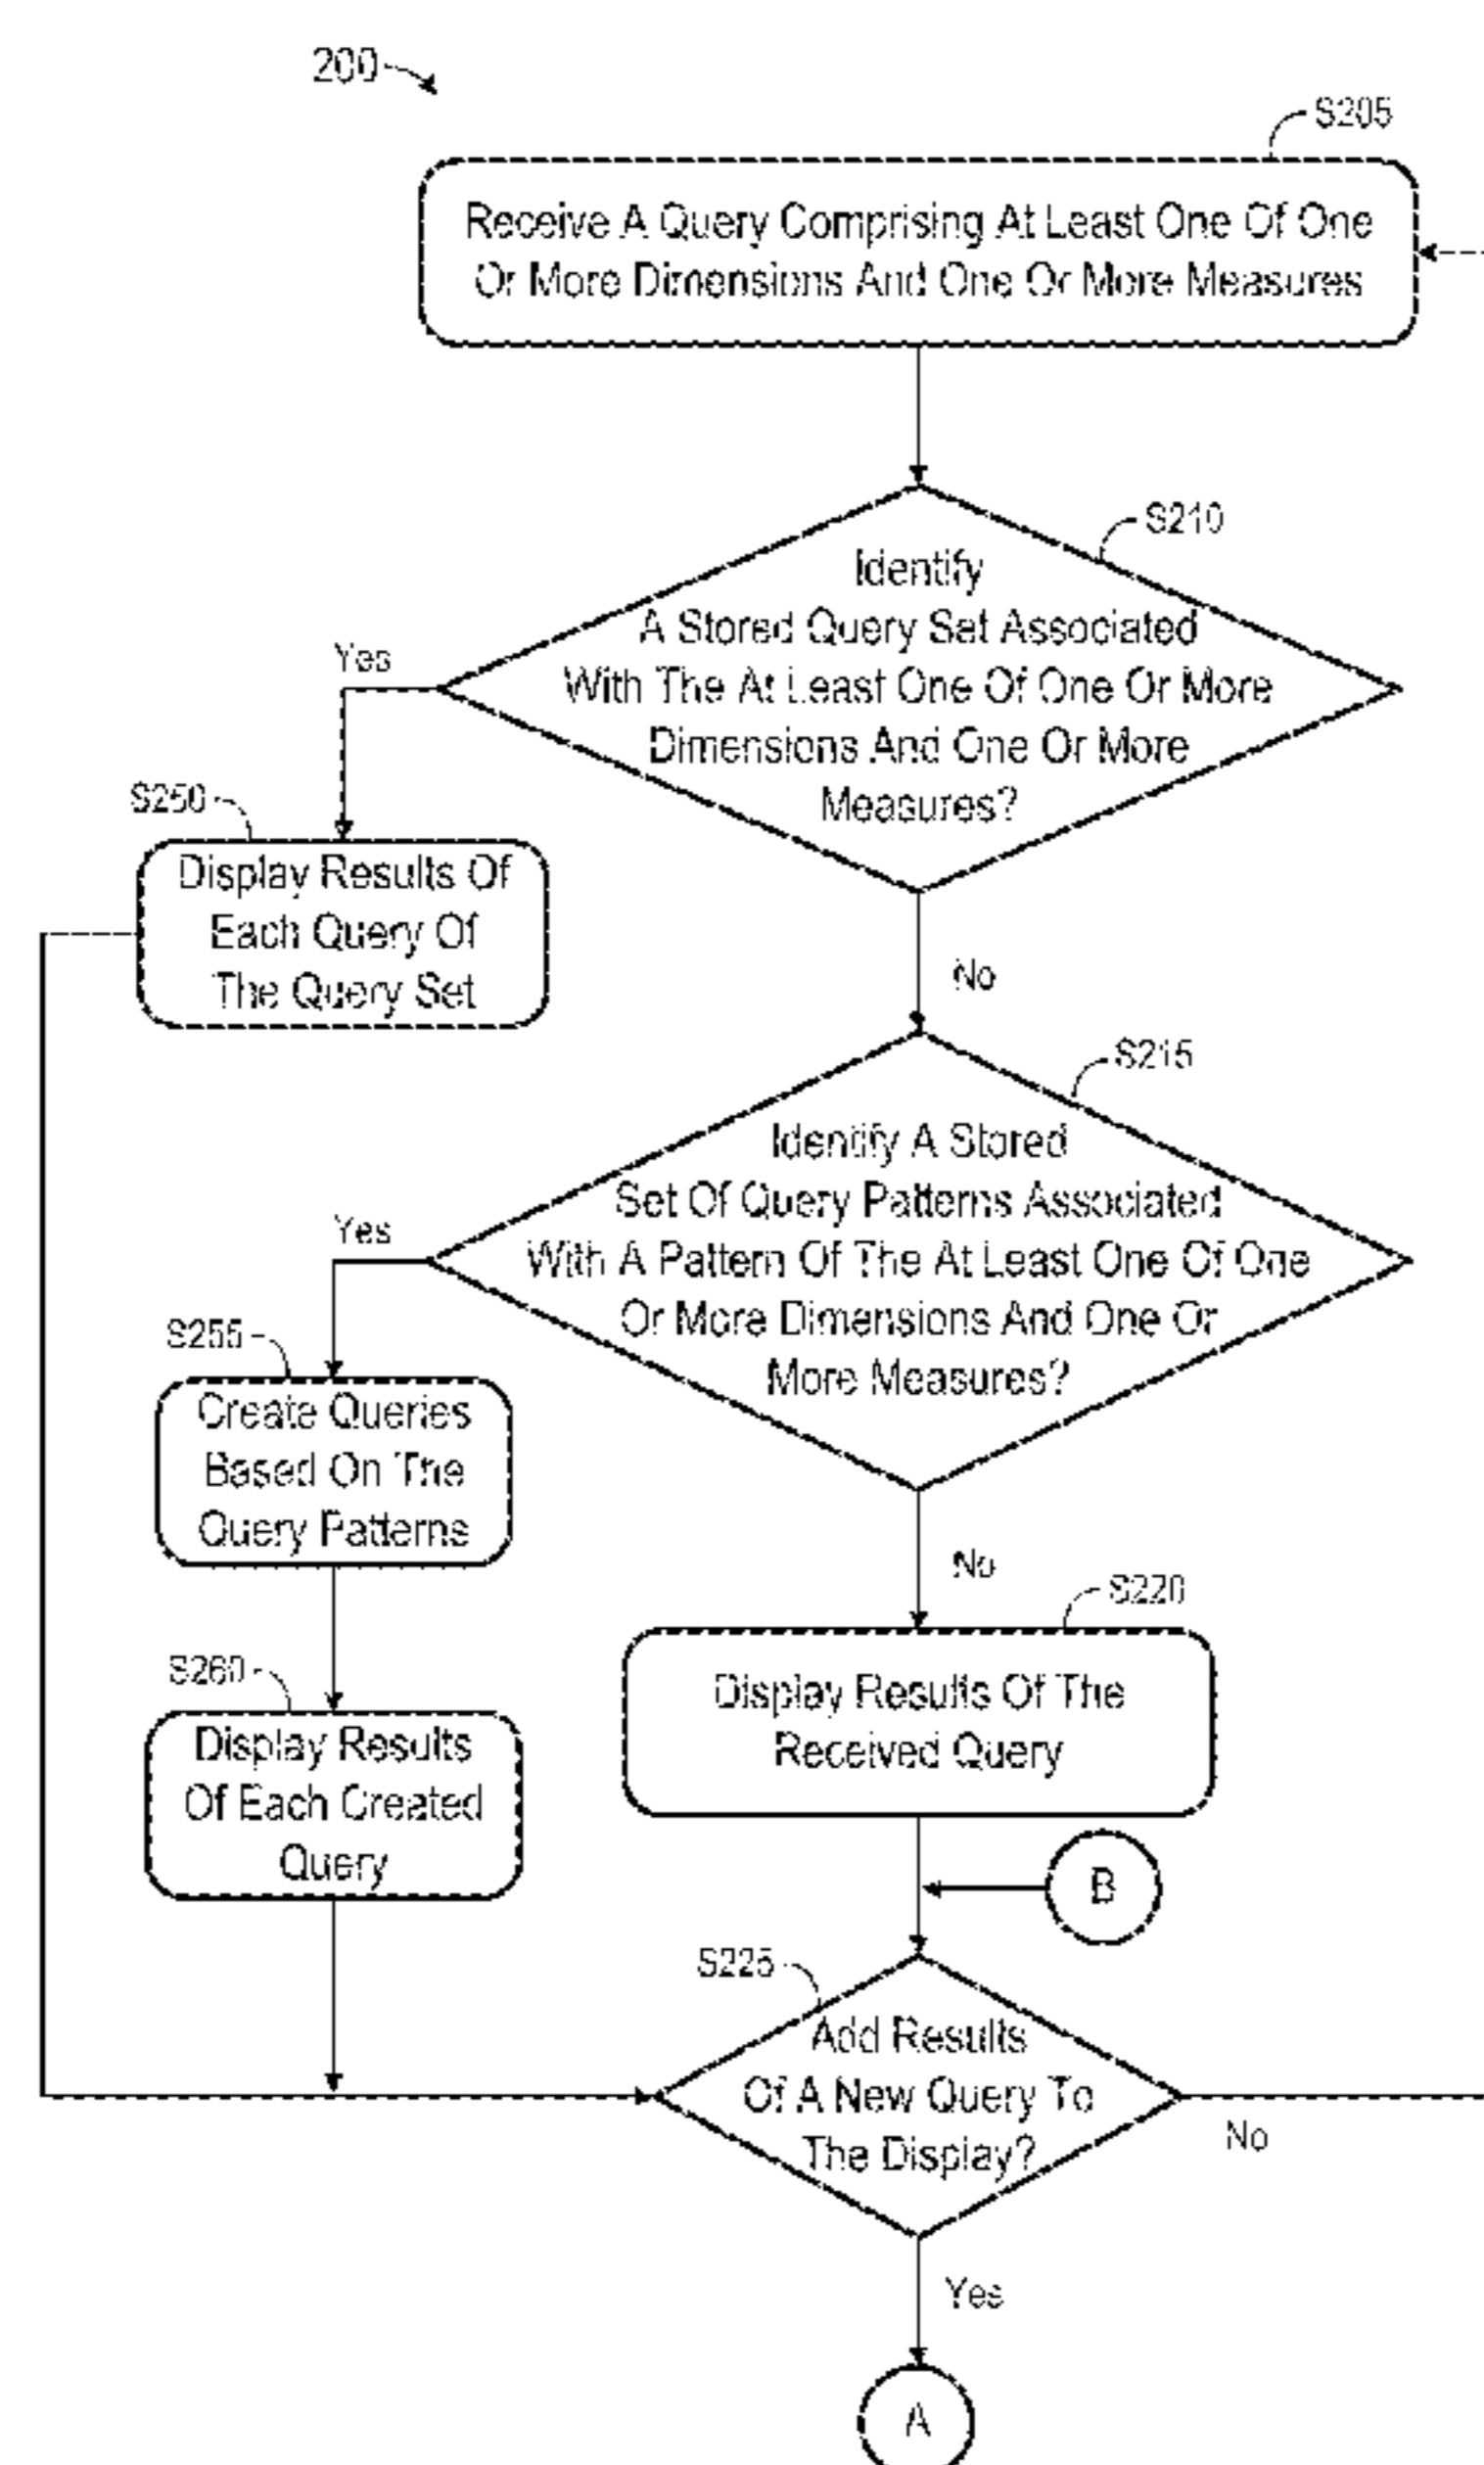 200
S205
Receive A Query Comprising At Least One Of One
Or More Dimensions And One Or More Measures
S210
Identify
A Stored Query Set Associated
With The At Least One Of One Or More
Dimensions And One Or More
Measures?
Yes
S250
Display Results Of
Each Query Of
The Query Set
No
S215
Identify A Stored
Set Of Query Patterns Associated
With A Pattern Of The At Least One Of One
Or More Dimensions And One Or
More Measures?
Yes
S255
Create Queries
Based On The
Query Patterns
No
S220
Display Results Of The
Received Query
S260
Display Results
Of Each Created
Query
B
S225
Add Results
Of A New Query To
The Display?
No
Yes
A